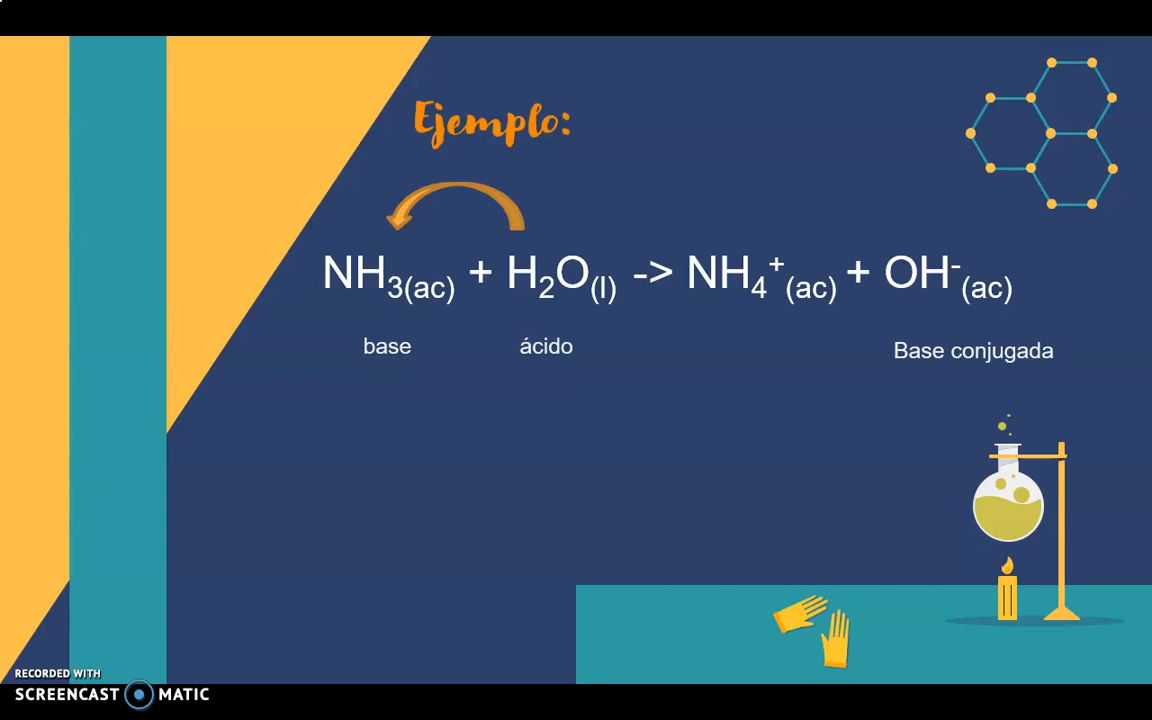 Ejemplo:
NH₃(ac) + H₂O(l) -> NH₄⁺(ac) + OH⁻(ac)
base ácido Base conjugada
RECORDED WITH
SCREENCAST MATIC